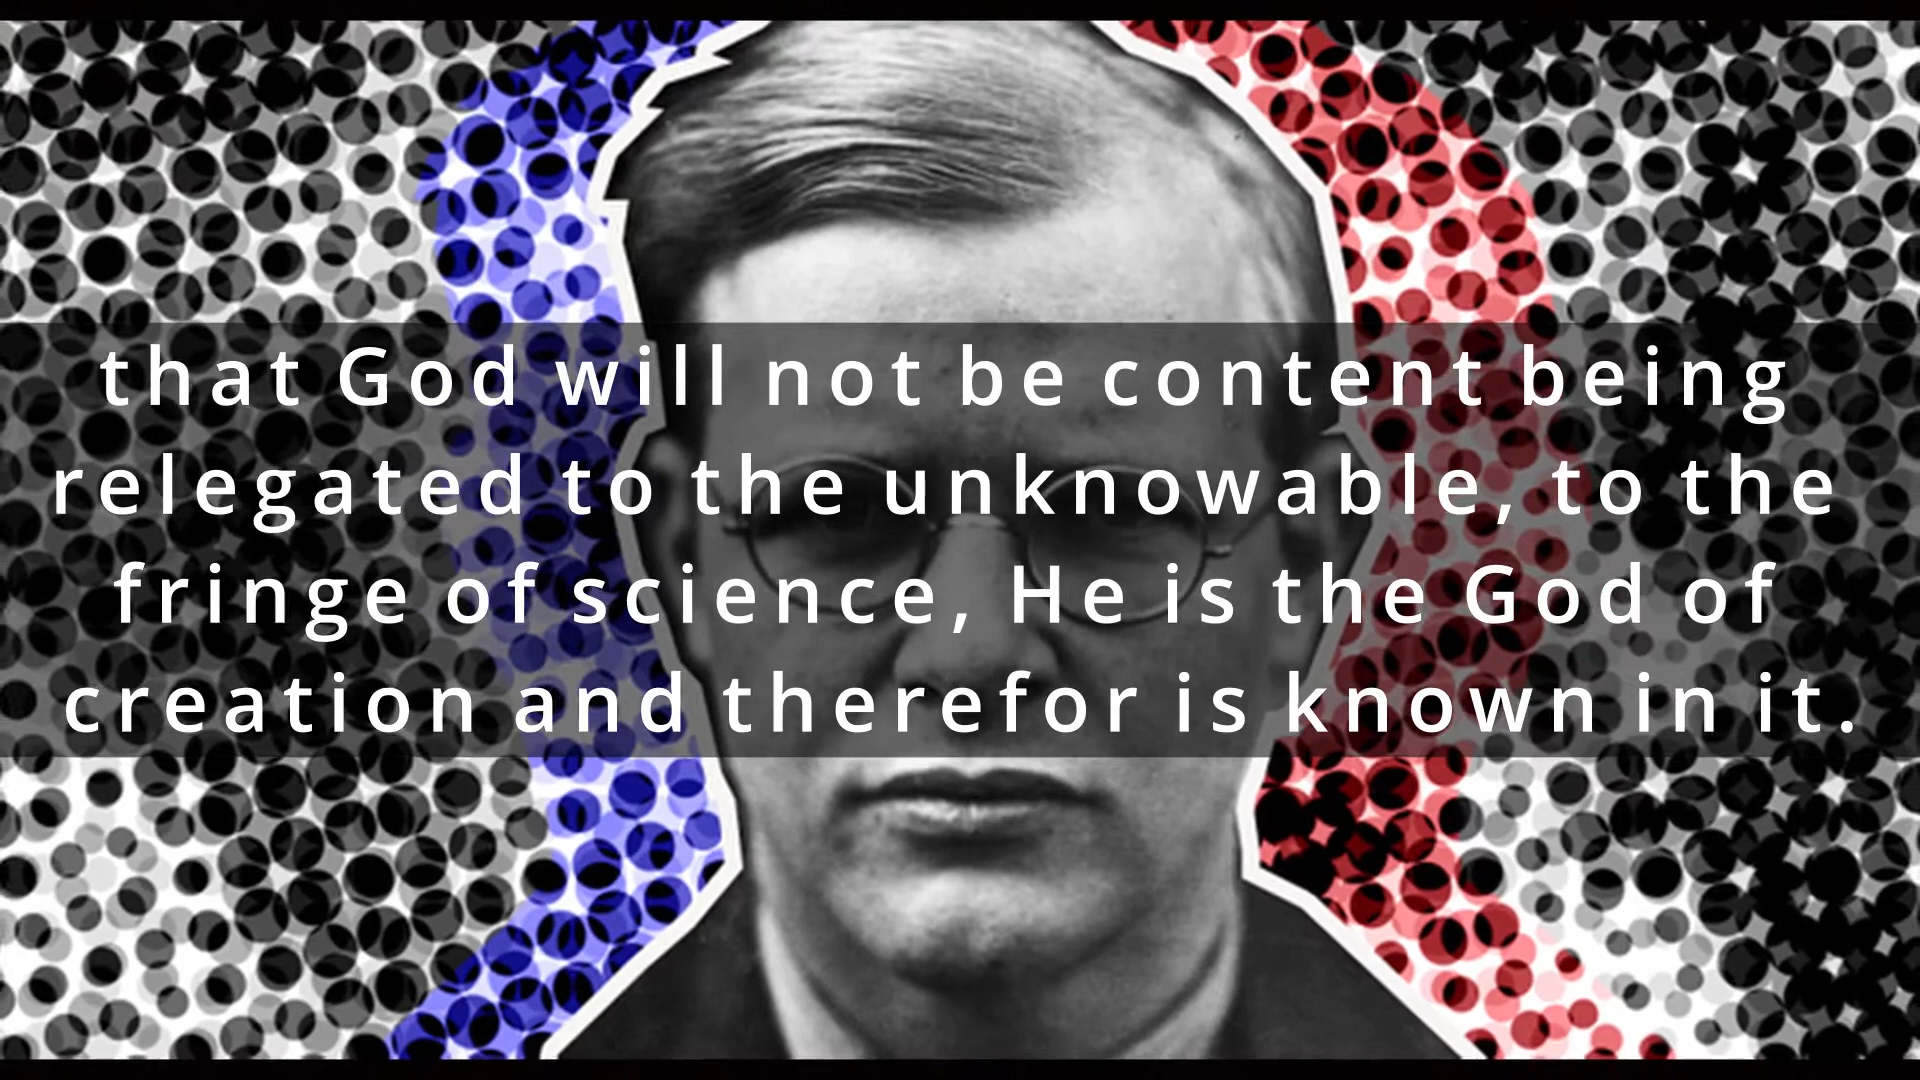 that God will not be content being
relegated to the unknowable, to the
fringe of science, He is the God of
creation and therefor is known in it.